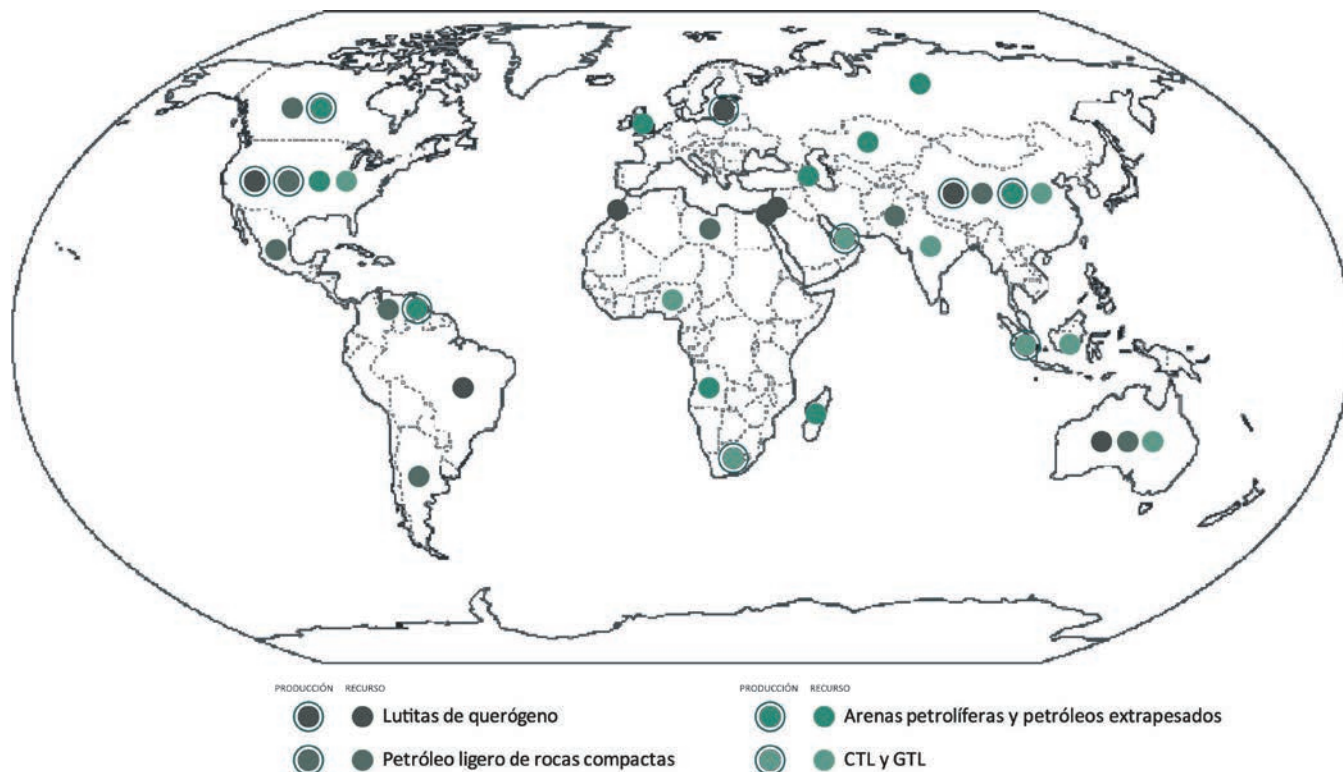 PRODUCCIÓN RECURSO
Lutitas de querógeno
Petróleo ligero de rocas compactas
PRODUCCIÓN RECURSO
Arenas petrolíferas y petróleos extrapesados
CTL y GTL